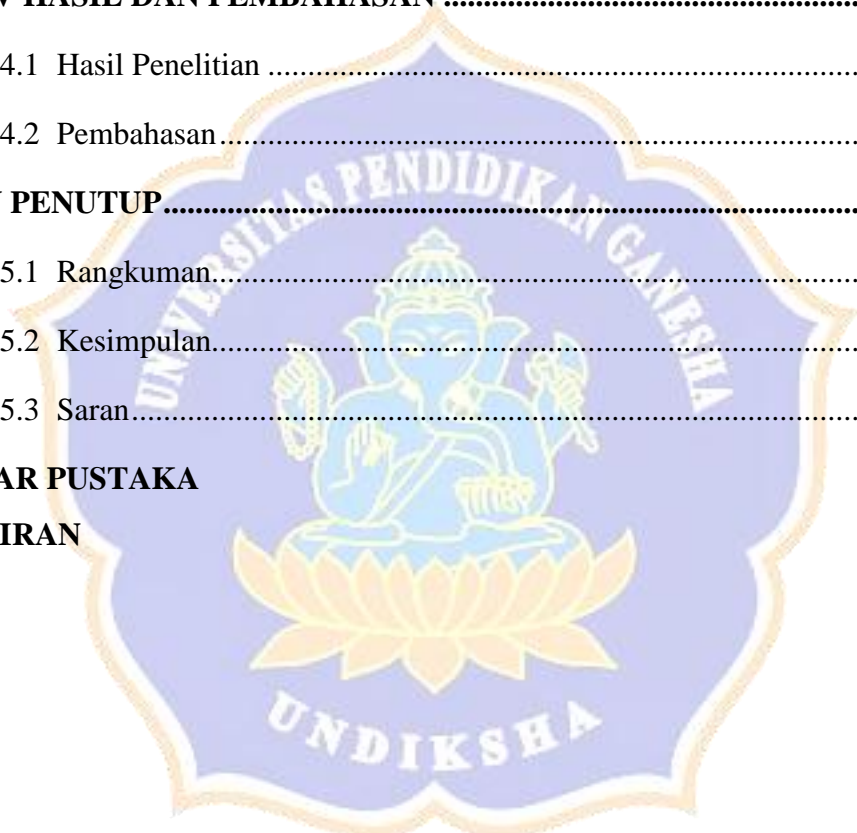 V HASIL DAN PEMBAHASAN ....................................................
4.1 Hasil Penelitian ...........................................................................
4.2 Pembahasan.................................................................................
PENUTUP.........................................................................................
5.1 Rangkuman..................................................................................
5.2 Kesimpulan..................................................................................
5.3 Saran............................................................................................
AR PUSTAKA
IRAN
UNIVERSITAS PENDIDIKAN GANESHA
UNDIKSHA